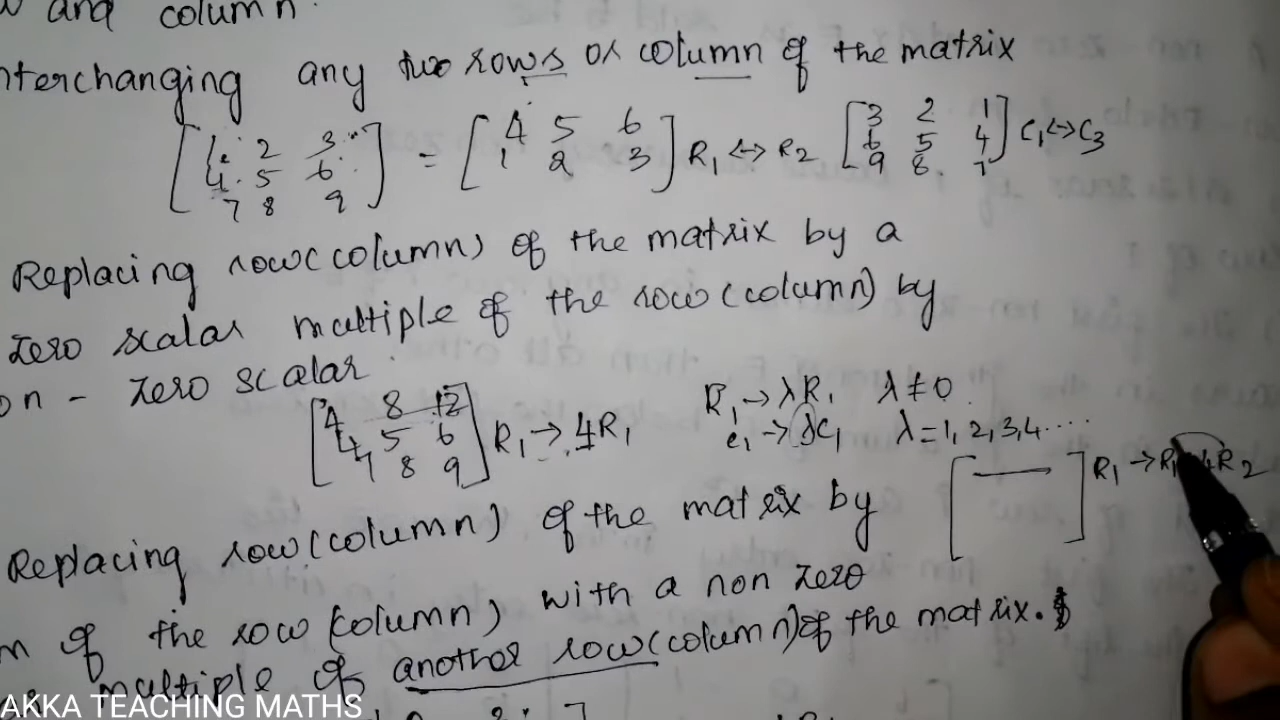 and column.
nterchanging any two rows or column of the matrix
[1 2 3 = [4 5 6 [3 2 1
4 5 6 1 2 3] R1 ↔ R2 6 5 4 C1 ↔ C3
7 8 9] 9 8 7]
Replacing row(column) of the matrix by a
zero scalar multiple of the row (column) by
on - zero scalar
[4 8 12 R1 → λR1 λ ≠ 0
4 5 6 R1 → 4R1 c1 → λC1 λ = 1, 2, 3, 4....
7 8 9] [ ] R1 → R2
Replacing row(column) of the matrix by
m of the row (column) with a non zero
multiple of another row (column) of the matrix.
AKKA TEACHING MATHS